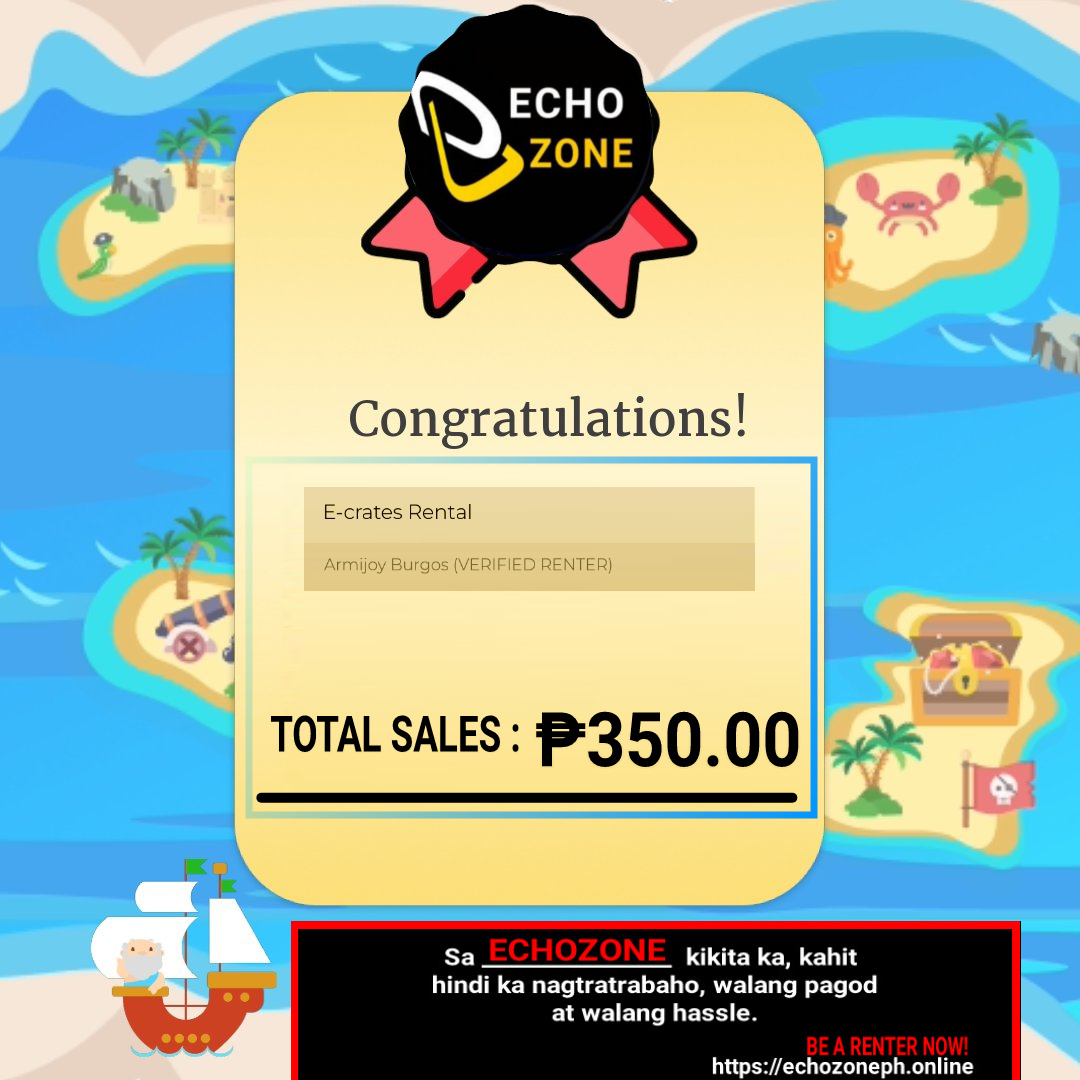 ECHO
ZONE
Congratulations!
E-crates Rental
Armijoy Burgos (VERIFIED RENTER)
TOTAL SALES : ₱350.00
Sa ECHOZONE kikita ka, kahit
hindi ka nagtratrabaho, walang pagod
at walang hassle.
BE A RENTER NOW!
https://echozoneph.online